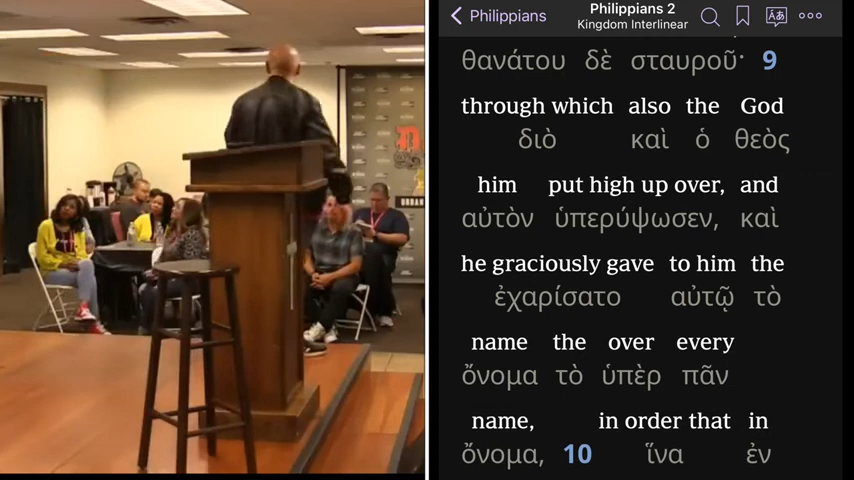 Philippians
Philippians 2
Kingdom Interlinear
Áあ
θανάτου δὲ σταυροῦ· 9
through which also the God
διὸ καὶ ὁ θεὸς
him put high up over, and
αὐτὸν ὑπερύψωσεν, καὶ
he graciously gave to him the
ἐχαρίσατο αὐτῷ τὸ
name the over every
ὄνομα τὸ ὑπὲρ πᾶν
name, in order that in
ὄνομα, 10 ἵνα ἐν